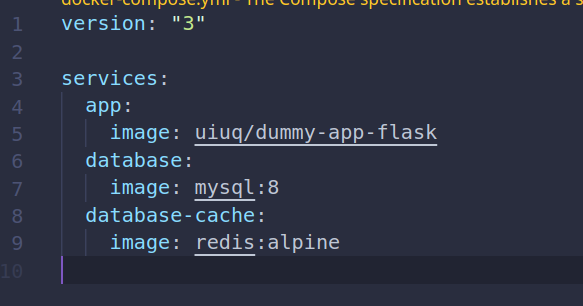 docker-compose.yml - The Compose specification establishes a s
1 version: "3"
2
3 services:
4   app:
5     image: uiuq/dummy-app-flask
6   database:
7     image: mysql:8
8   database-cache:
9     image: redis:alpine
10